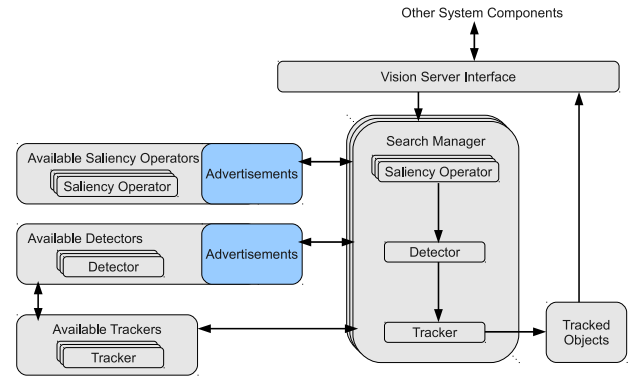 Other System Components
Vision Server Interface
Available Saliency Operators
Saliency Operator
Advertisements
Search Manager
Saliency Operator
Available Detectors
Detector
Advertisements
Detector
Available Trackers
Tracker
Tracker
Tracked
Objects